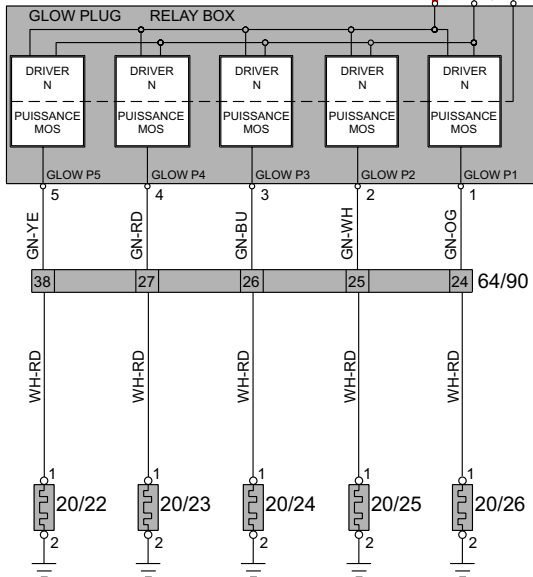 GLOW PLUG RELAY BOX
DRIVER N DRIVER N DRIVER N DRIVER N DRIVER N
PUISSANCE MOS PUISSANCE MOS PUISSANCE MOS PUISSANCE MOS PUISSANCE MOS
GLOW P5 GLOW P4 GLOW P3 GLOW P2 GLOW P1
5 4 3 2 1
GN-YE GN-RD GN-BU GN-WH GN-OG
38 27 26 25 24 64/90
WH-RD WH-RD WH-RD WH-RD WH-RD
1 1 1 1 1
20/22 20/23 20/24 20/25 20/26
2 2 2 2 2